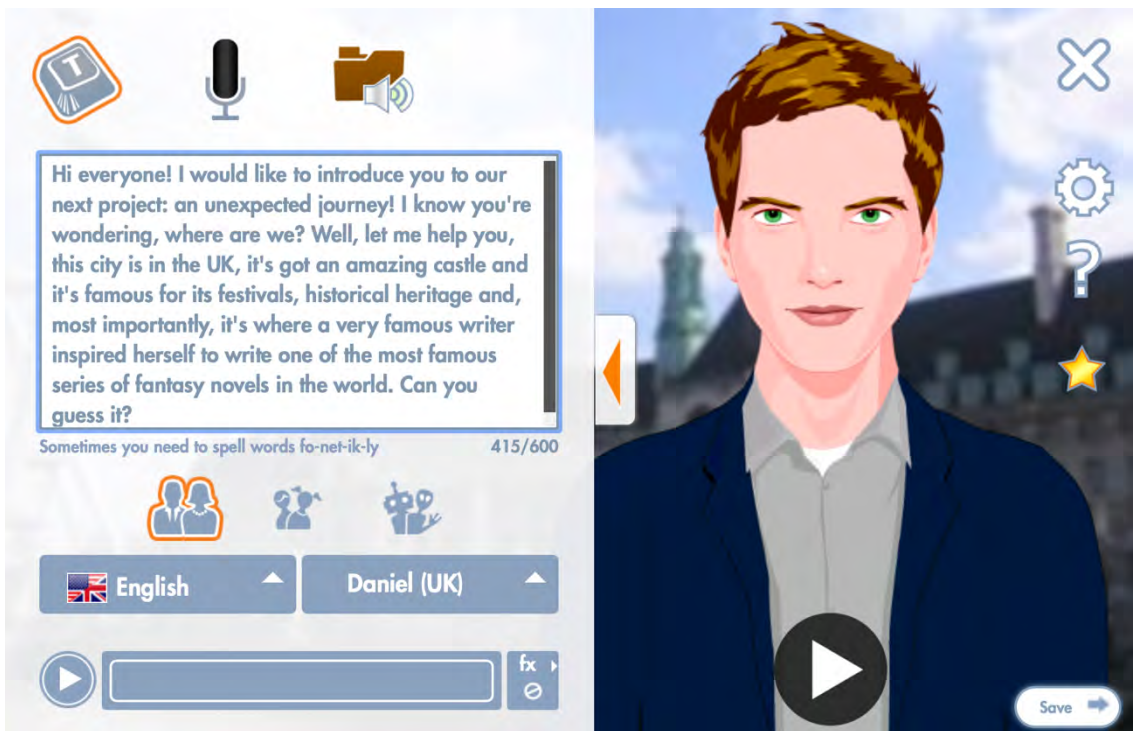 T
Hi everyone! I would like to introduce you to our
next project: an unexpected journey! I know you're
wondering, where are we? Well, let me help you,
this city is in the UK, it's got an amazing castle and
it's famous for its festivals, historical heritage and,
most importantly, it's where a very famous writer
inspired herself to write one of the most famous
series of fantasy novels in the world. Can you
guess it?
Sometimes you need to spell words fo-net-ik-ly 415/600
English Daniel (UK)
fx
?
Save